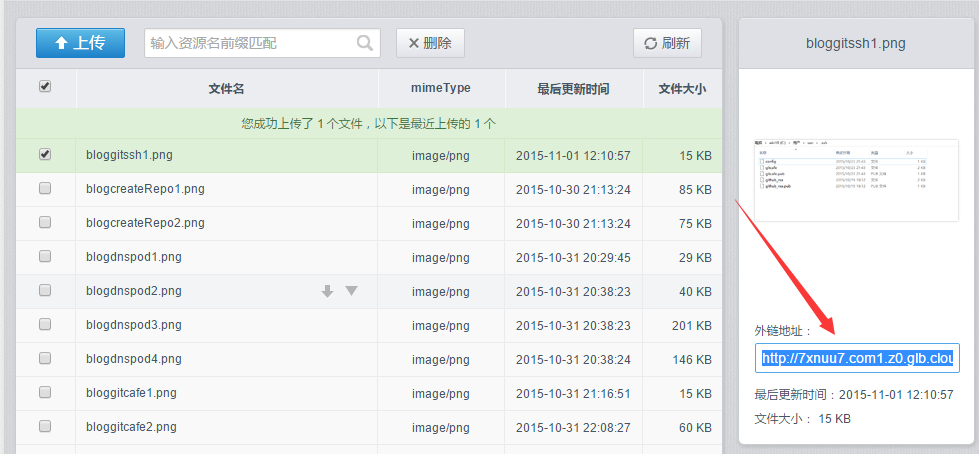 上传 输入资源名前缀匹配 删除 刷新
文件名 mimeType 最后更新时间 文件大小
您成功上传了 1 个文件，以下是最近上传的 1 个
bloggitssh1.png image/png 2015-11-01 12:10:57 15 KB
blogcreateRepo1.png image/png 2015-10-30 21:13:24 85 KB
blogcreateRepo2.png image/png 2015-10-30 21:13:24 75 KB
blogdnspod1.png image/png 2015-10-31 20:29:45 29 KB
blogdnspod2.png image/png 2015-10-31 20:38:23 40 KB
blogdnspod3.png image/png 2015-10-31 20:38:23 201 KB
blogdnspod4.png image/png 2015-10-31 20:38:24 146 KB
bloggitcafe1.png image/png 2015-10-31 21:16:51 15 KB
bloggitcafe2.png image/png 2015-10-31 22:08:27 60 KB
bloggitssh1.png
外链地址：
http://7xnuu7.com1.z0.glb.clou
最后更新时间：2015-11-01 12:10:57
文件大小： 15 KB